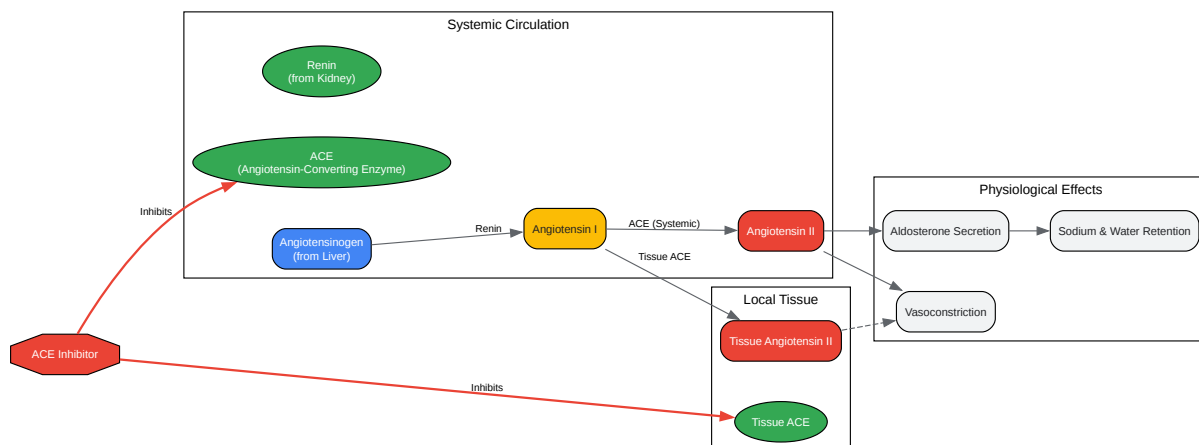 Systemic Circulation
Renin
(from Kidney)
ACE
(Angiotensin-Converting Enzyme)
Inhibits
Angiotensinogen
(from Liver)
Renin
Angiotensin I
ACE (Systemic)
Angiotensin II
Tissue ACE
Physiological Effects
Aldosterone Secretion
Sodium & Water Retention
Vasoconstriction
Local Tissue
Tissue Angiotensin II
ACE Inhibitor
Inhibits
Tissue ACE